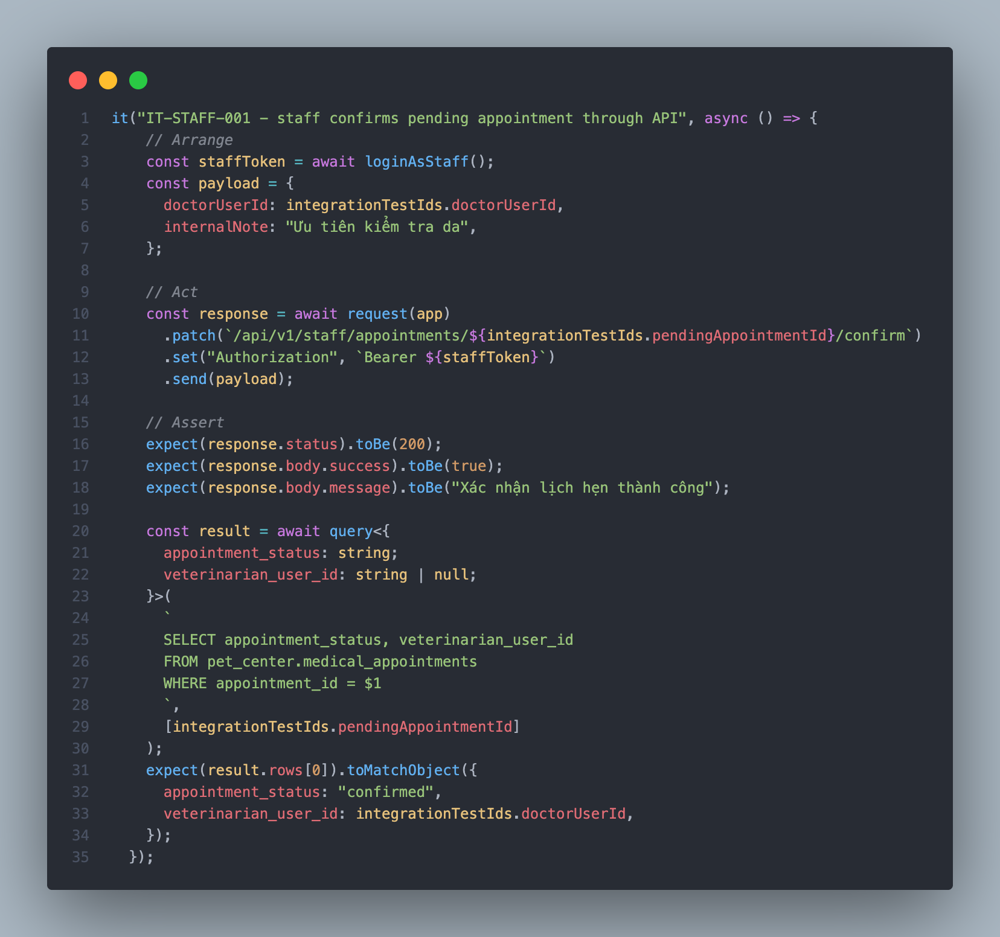 1 it("IT-STAFF-001 - staff confirms pending appointment through API", async () => {
2 // Arrange
3 const staffToken = await loginAsStaff();
4 const payload = {
5 doctorUserId: integrationTestIds.doctorUserId,
6 internalNote: "Ưu tiên kiểm tra da",
7 };
8
9 // Act
10 const response = await request(app)
11 .patch(`/api/v1/staff/appointments/${integrationTestIds.pendingAppointmentId}/confirm`)
12 .set("Authorization", `Bearer ${staffToken}`)
13 .send(payload);
14
15 // Assert
16 expect(response.status).toBe(200);
17 expect(response.body.success).toBe(true);
18 expect(response.body.message).toBe("Xác nhận lịch hẹn thành công");
19
20 const result = await query<{
21 appointment_status: string;
22 veterinarian_user_id: string | null;
23 }>(
24 `
25 SELECT appointment_status, veterinarian_user_id
26 FROM pet_center.medical_appointments
27 WHERE appointment_id = $1
28 `,
29 [integrationTestIds.pendingAppointmentId]
30 );
31 expect(result.rows[0]).toMatchObject({
32 appointment_status: "confirmed",
33 veterinarian_user_id: integrationTestIds.doctorUserId,
34 });
35 });